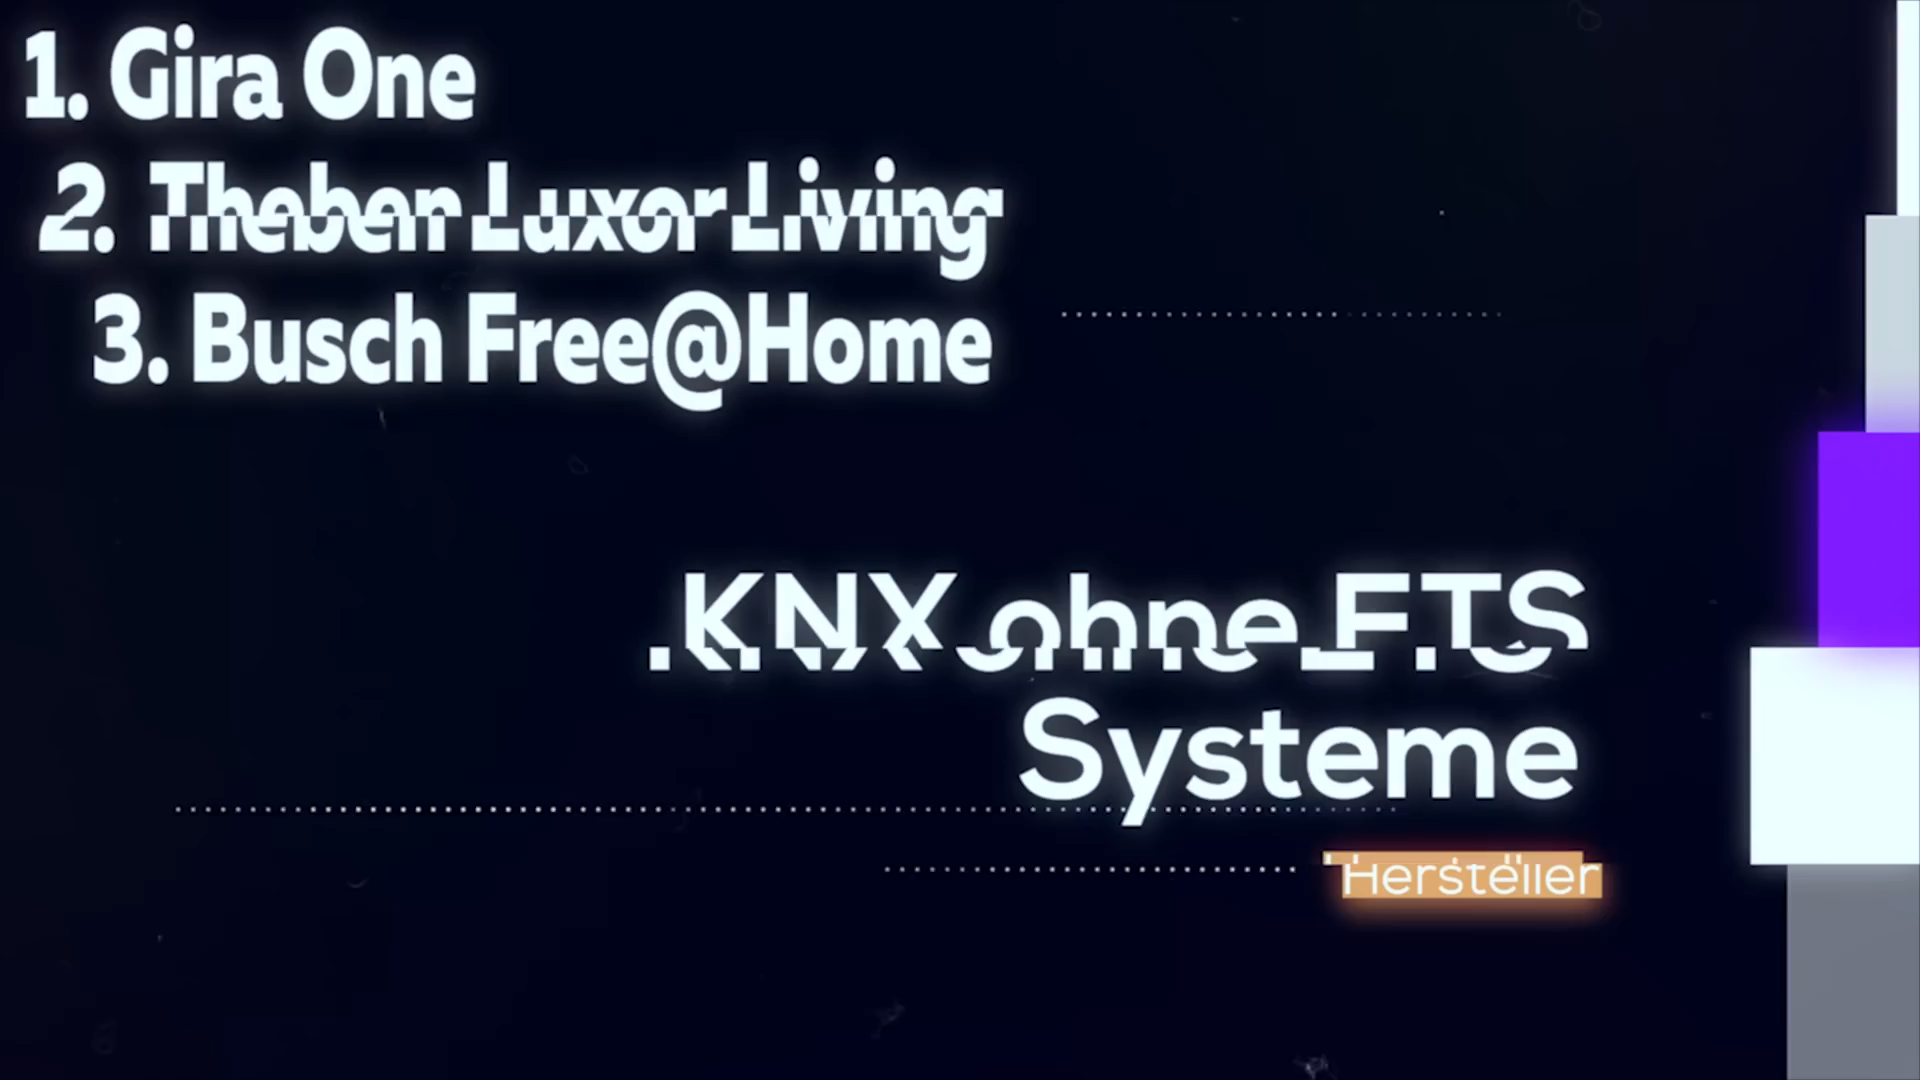 1. Gira One
2. Theben Luxor Living
3. Busch Free@Home
KNX ohne ETS
Systeme
Hersteller